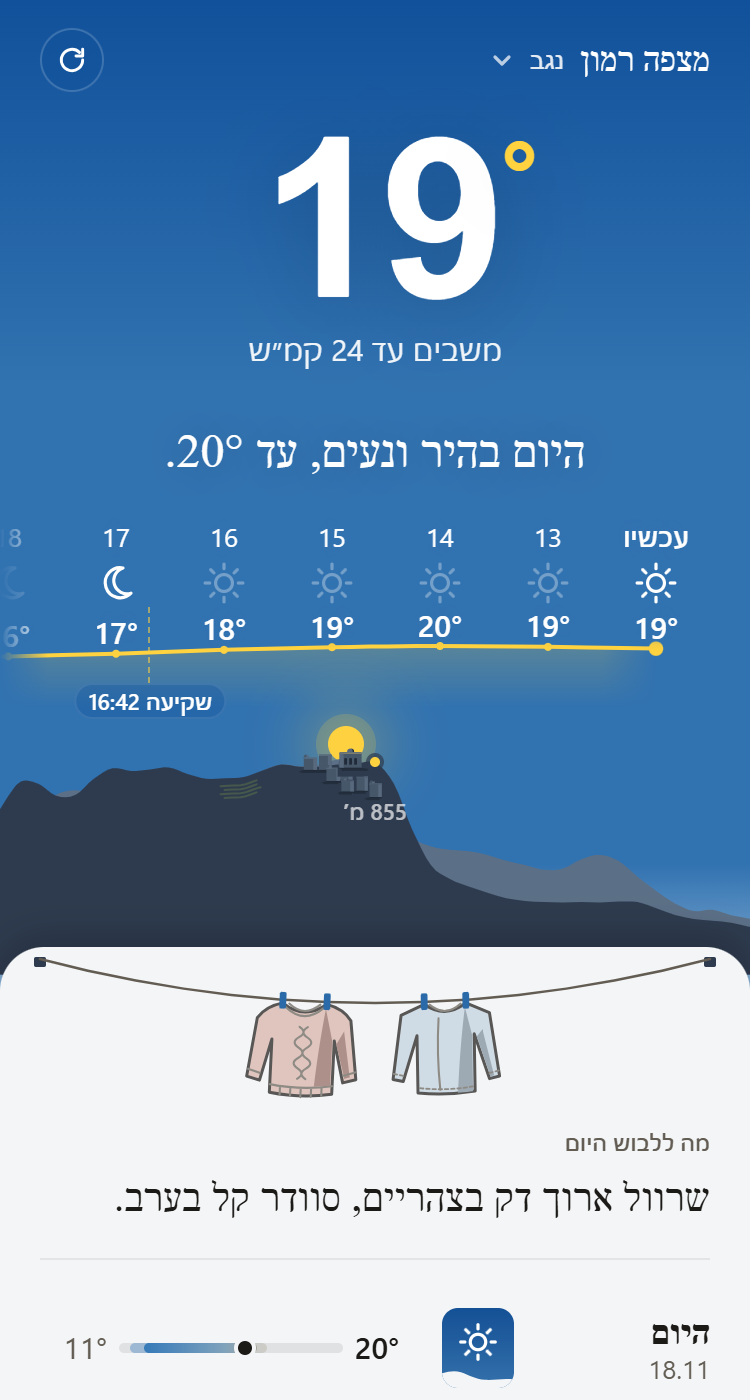 מצפה רמון נגב
19°
משבים עד 24 קמ״ש
היום בהיר ונעים, עד 20°.
עכשיו 13 14 15 16 17
19° 19° 20° 19° 18° 17°
שקיעה 16:42
855 מ׳
מה ללבוש היום
שרוול ארוך דק בצהריים, סוודר קל בערב.
היום 20° 11°
18.11